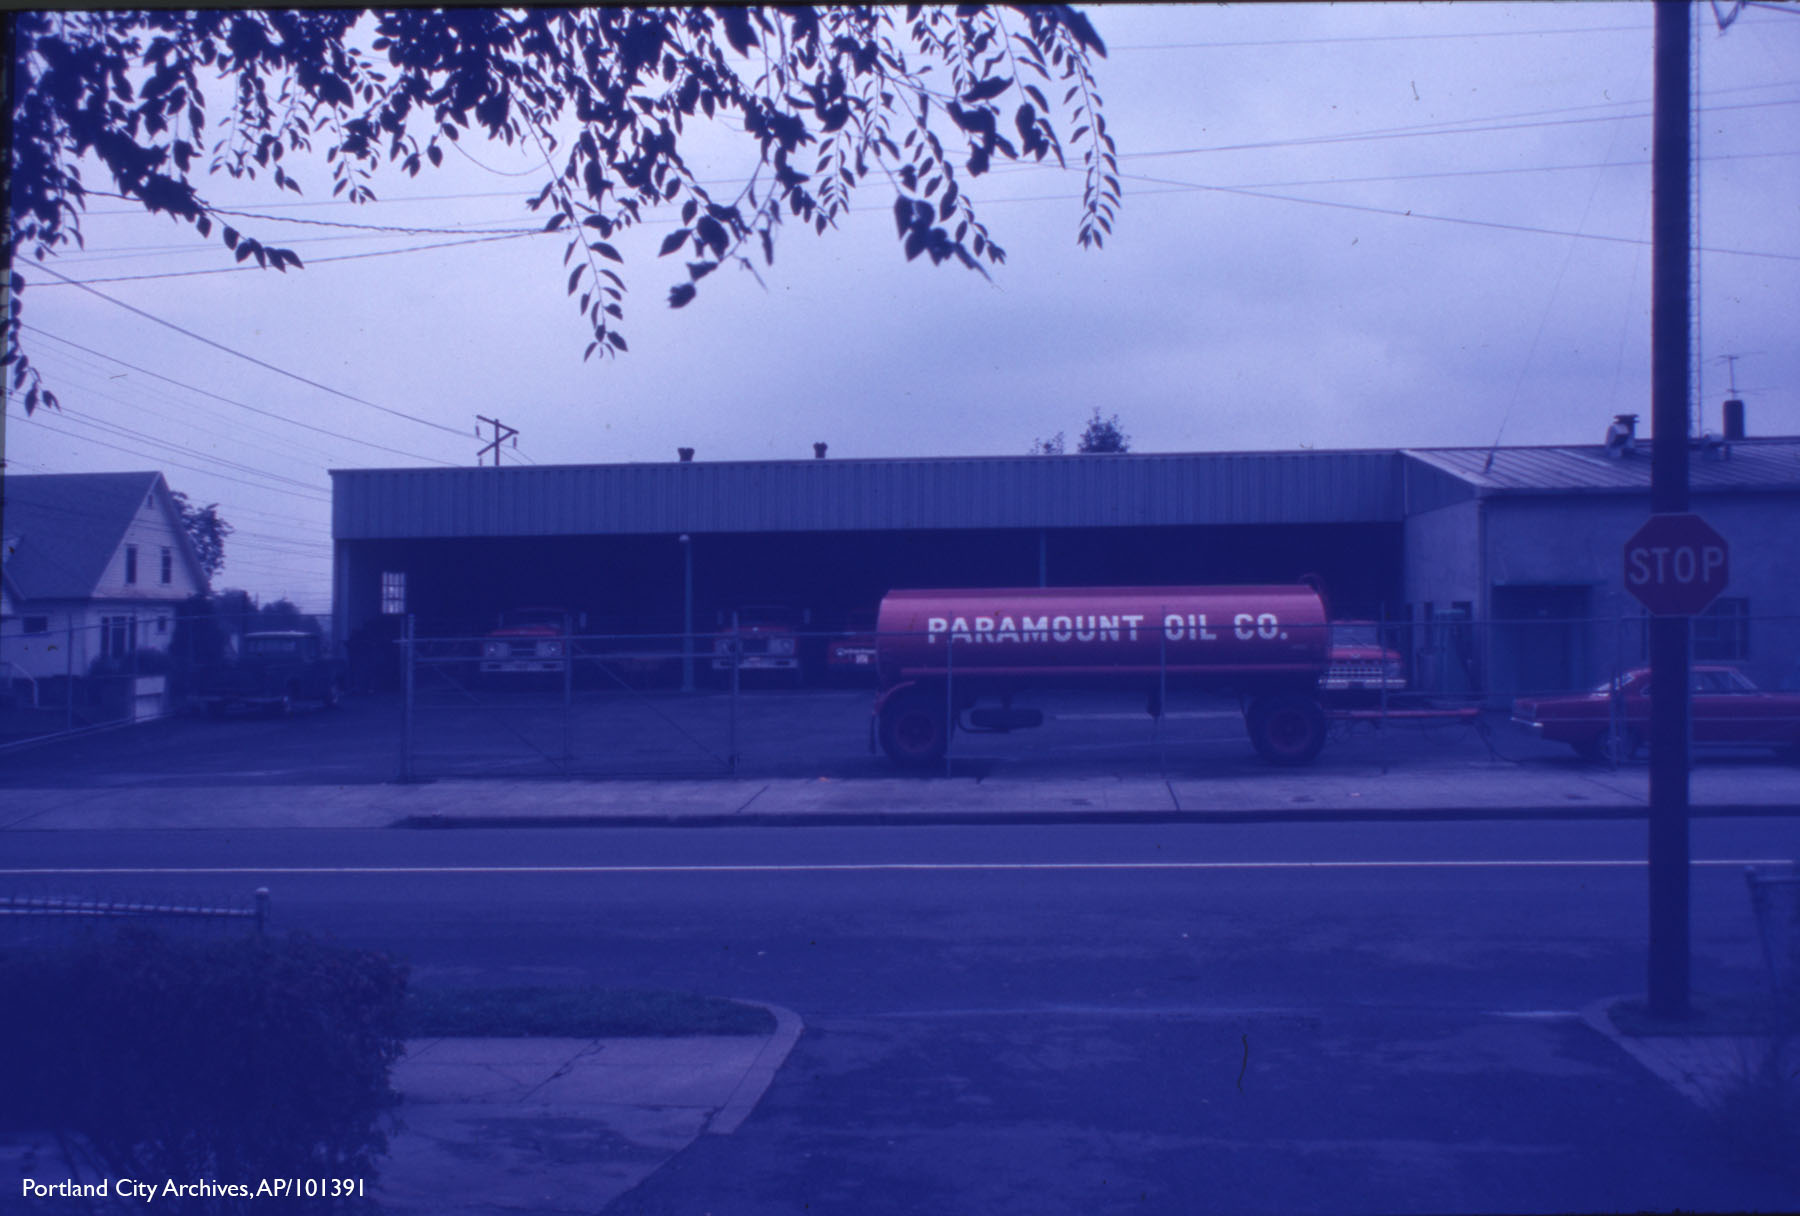 PARAMOUNT OIL CO.
STOP
Portland City Archives, AP/101391